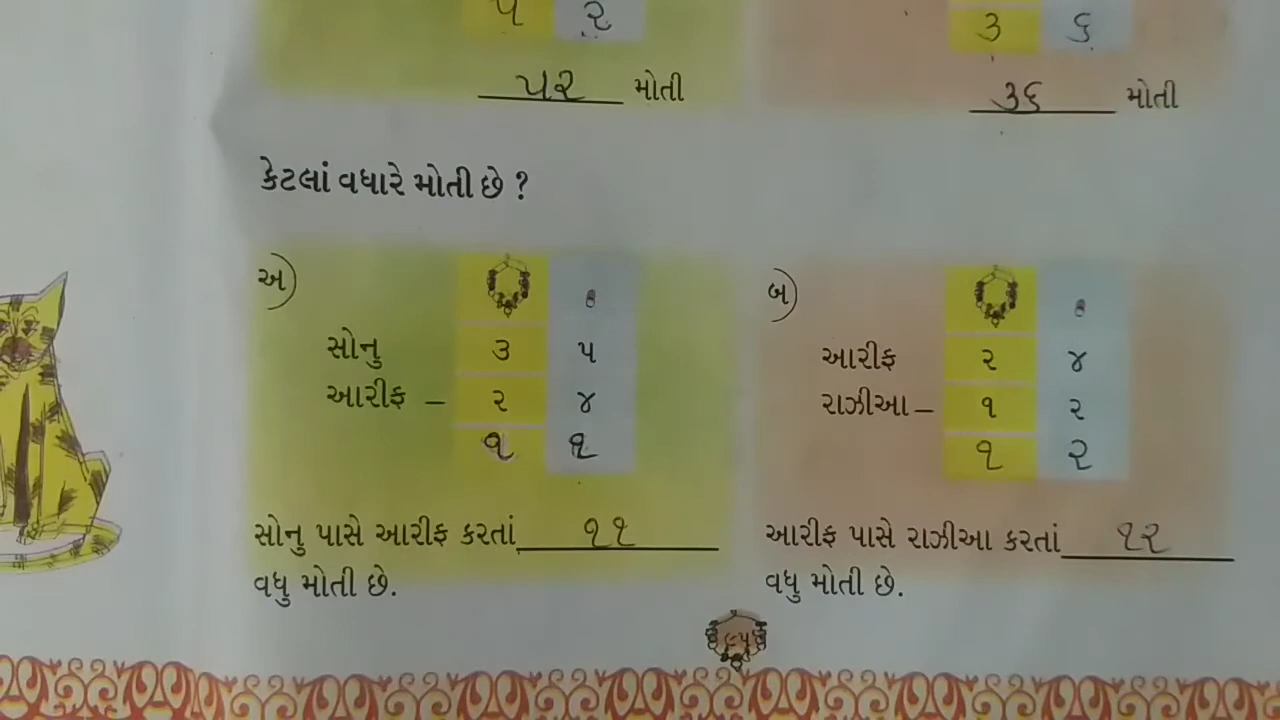 ૫ ૨
૩ ૬
૫૨ મોતી
૩૬ મોતી
કેટલાં વધારે મોતી છે ?
અ)
સોનુ ૩ ૫
આરીફ – ૨ ૪
૧ ૧
સોનુ પાસે આરીફ કરતાં ૧૧
વધુ મોતી છે.
બ)
આરીફ ૨ ૪
રાઝીઆ – ૧ ૨
૧ ૨
આરીફ પાસે રાઝીઆ કરતાં ૧૨
વધુ મોતી છે.
૯૫